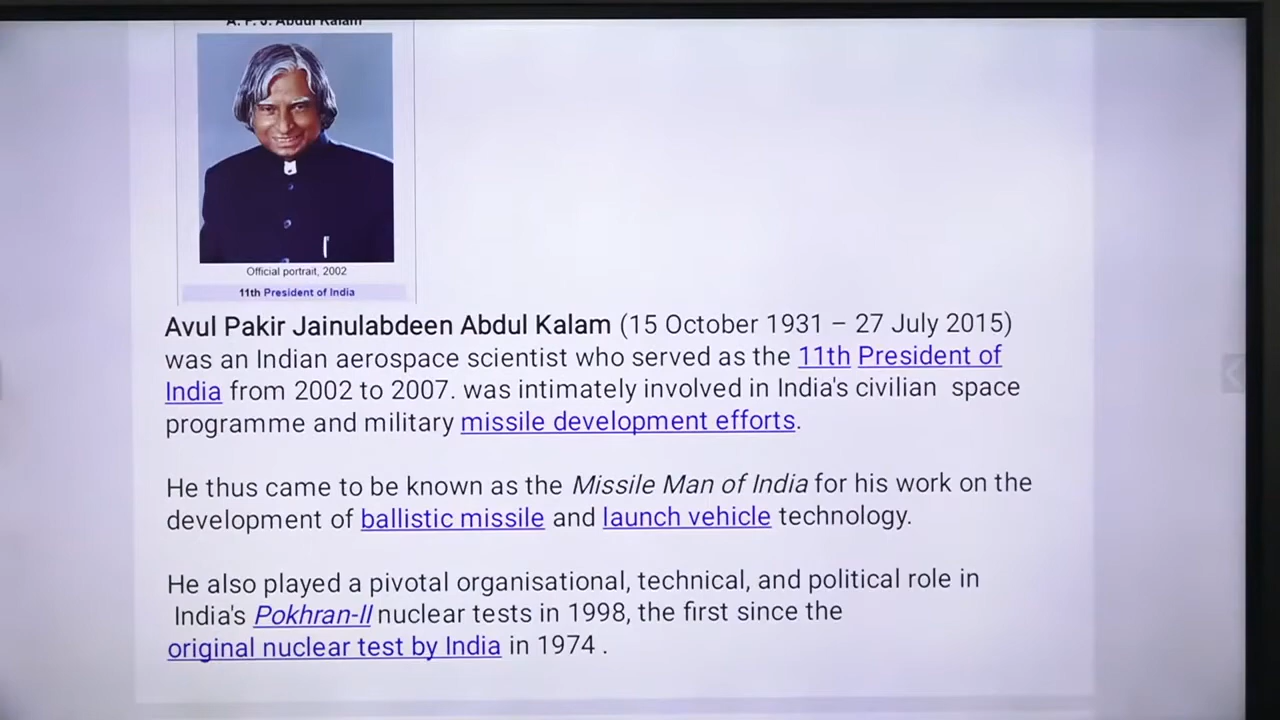 A. P. J. Abdul Kalam
Official portrait, 2002
11th President of India
Avul Pakir Jainulabdeen Abdul Kalam (15 October 1931 – 27 July 2015)
was an Indian aerospace scientist who served as the 11th President of
India from 2002 to 2007. was intimately involved in India's civilian space
programme and military missile development efforts.
He thus came to be known as the Missile Man of India for his work on the
development of ballistic missile and launch vehicle technology.
He also played a pivotal organisational, technical, and political role in
India's Pokhran-II nuclear tests in 1998, the first since the
original nuclear test by India in 1974 .